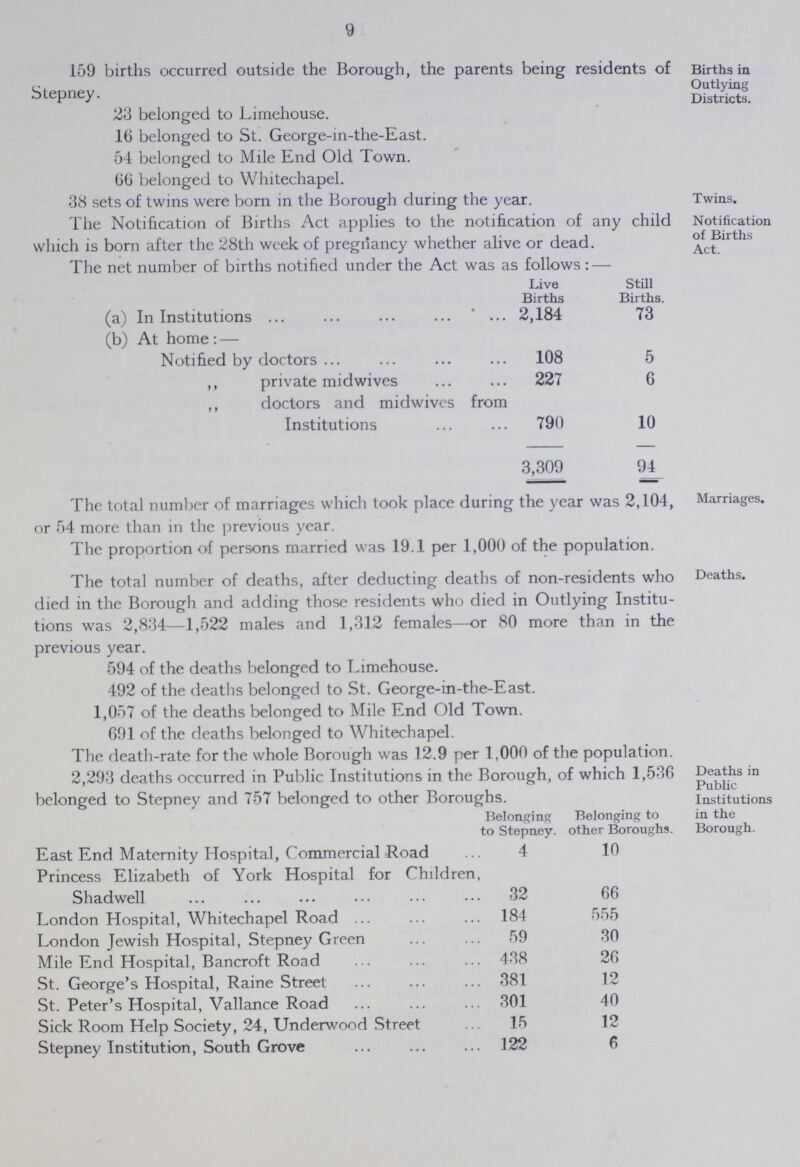 9
159 births occurred outside the Borough, the parents being residents of
Stepney.
Births in
Outlying
Districts.
23 belonged to Limehouse.
16 belonged to St. George-in-the-East.
54 belonged to Mile End Old Town.
66 belonged to Whitechapel.
38 sets of twins were born in the Borough during the year.
Twins.
The Notification of Births Act applies to the notification of any child
which is born after the 28th week of pregnancy whether alive or dead.
Notification
of Births
Act.
The net number of births notified under the Act was as follows:—
Live Births Still Births.
(a) In Institutions ... ... ... ... ... 2,184 73
(b) At home:—
Notified by doctors ... ... ... ... 108 5
,, private midwives ... ... 227 6
,, doctors and midwives from
Institutions ... ... 790 10
3,309 94
The total number of marriages which took place during the year was 2,104,
or 54 more than in the previous year.
Marriages.
The proportion of persons married was 19.1 per 1,000 of the population.
The total number of deaths, after deducting deaths of non-residents who
died in the Borough and adding those residents who died in Outlying Institu-
tions was 2,834—1,522 males and 1,312 females—or 80 more than in the
previous year.
Deaths.
594 of the deaths belonged to Limehouse.
492 of the deaths belonged to St. George-in-the-East.
1,057 of the deaths belonged to Mile End Old Town.
691 of the deaths belonged to Whitechapel.
The death-rate for the whole Borough was 12.9 per 1,000 of the population.
2,293 deaths occurred in Public Institutions in the Borough, of which 1,536
belonged to Stepney and 757 belonged to other Boroughs.
Deaths in
Public
Institutions
in the
Borough.
Belonging to Stepney. Belonging to other Boroughs.
East End Maternity Hospital, Commercial Road ... 4 10
Princess Elizabeth of York Hospital for Children,
Shadwell ... ... ... ... ... ... 32 66
London Hospital, Whitechapel Road ... ... ... 184 555
London Jewish Hospital, Stepney Green ... ... 59 30
Mile End Hospital, Bancroft Road ... ... ... 438 26
St. George's Hospital, Raine Street ... ... ... 381 12
St. Peter's Hospital, Vallance Road ... ... ... 301 40
Sick Room Help Society, 24, Underwood Street ... 15 12
Stepney Institution, South Grove ... ... ... 122 6